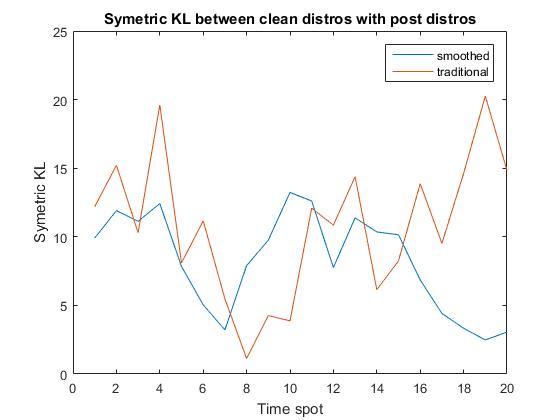 Symetric KL between clean distros with post distros
25
20
15
10
5
0
Symetric KL
smoothed
traditional
0 2 4 6 8 10 12 14 16 18 20
Time spot